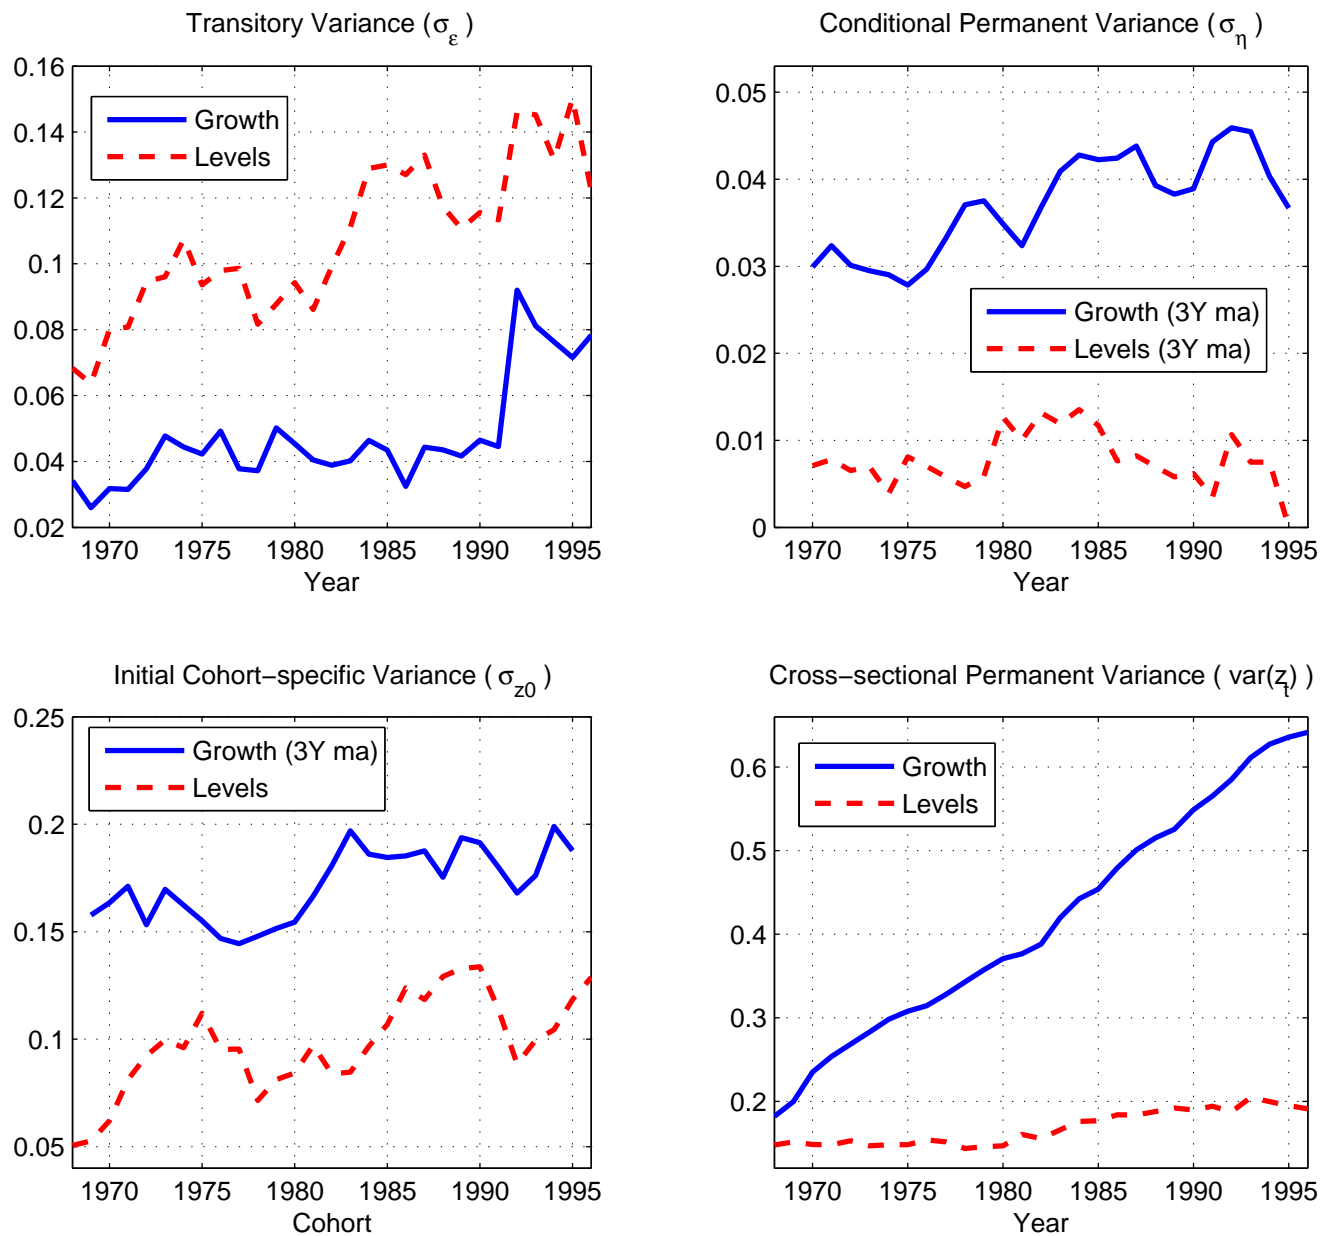 Transitory Variance (σε)
0.16
0.14
0.12
0.1
0.08
0.06
0.04
0.02
Growth
Levels
1970 1975 1980 1985 1990 1995
Year
Conditional Permanent Variance (ση)
0.05
0.04
0.03
0.02
0.01
0
Growth (3Y ma)
Levels (3Y ma)
1970 1975 1980 1985 1990 1995
Year
Initial Cohort−specific Variance (σz0)
0.25
0.2
0.15
0.1
0.05
Growth (3Y ma)
Levels
1970 1975 1980 1985 1990 1995
Cohort
Cross−sectional Permanent Variance (var(zt))
0.6
0.5
0.4
0.3
0.2
Growth
Levels
1970 1975 1980 1985 1990 1995
Year